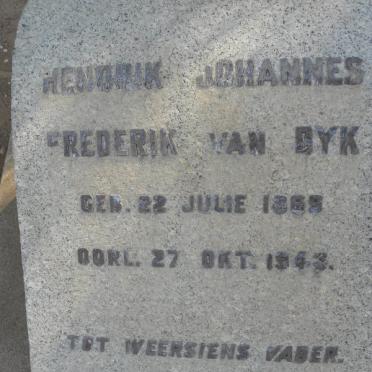 HENDRIK JOHANNES
FREDERIK VAN DYK
GEB. 22 JULIE
OORL. 27 OKT. 1943.
TOT WEERSIENS VADER.